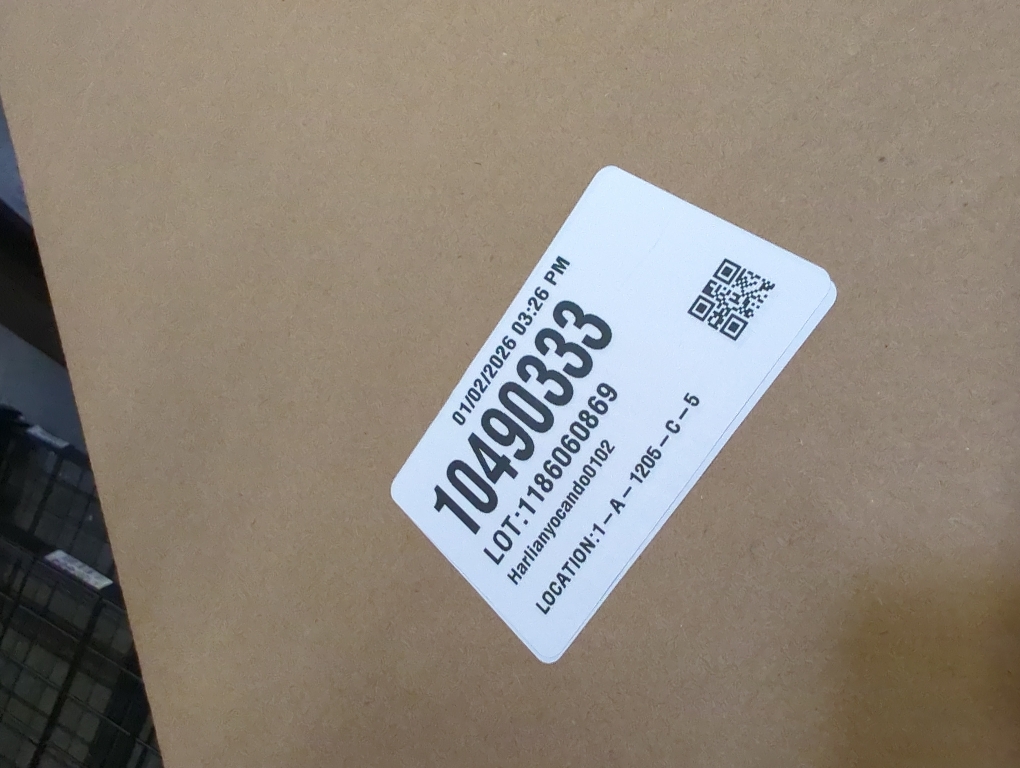 01/02/2026 03:26 PM
10490333
LOT:1186060869
Harlianyocando0102
LOCATION:1-A-1205-C-5